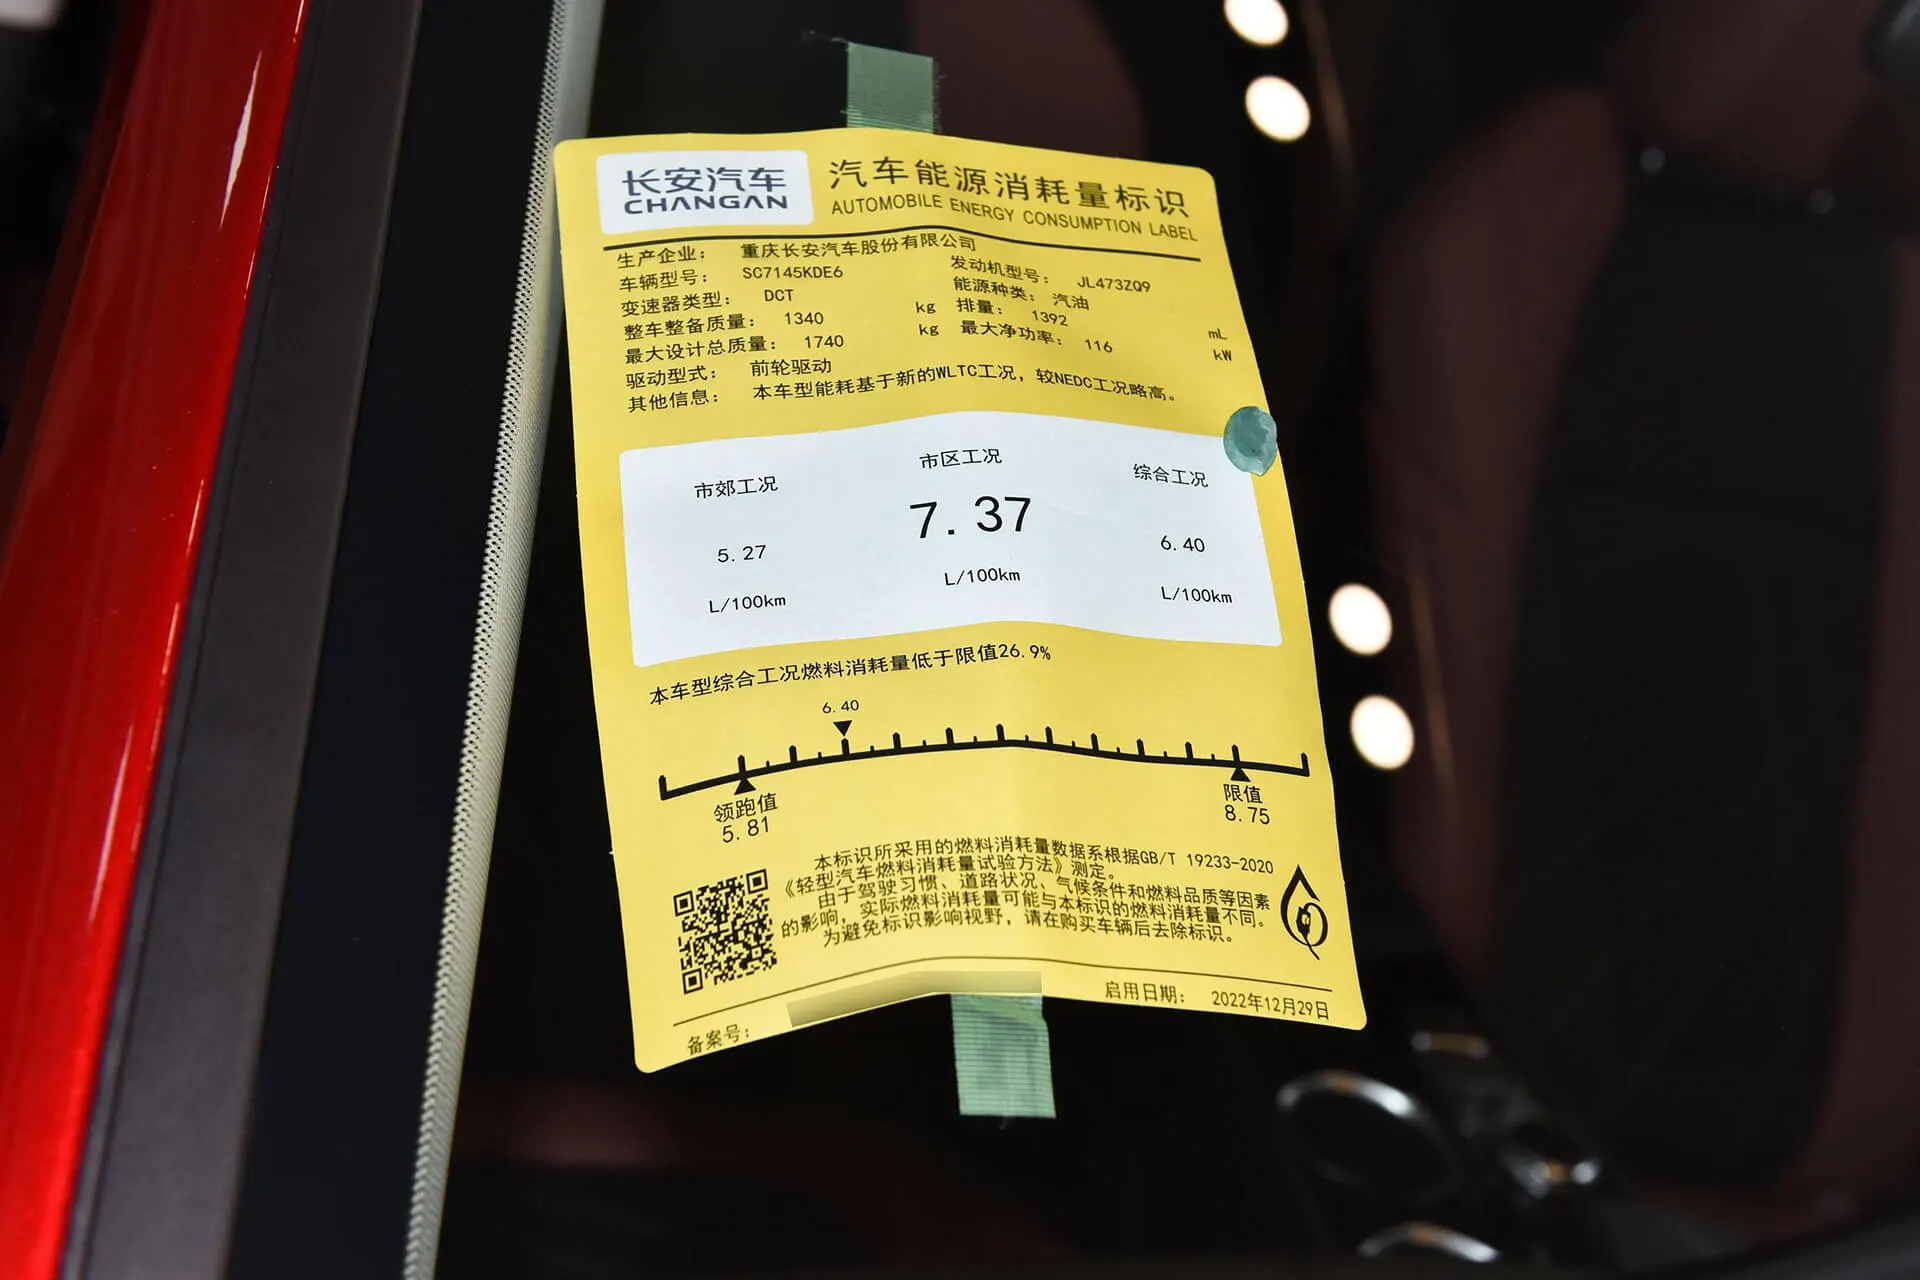 长安汽车
CHANGAN
汽车能源消耗量标识
AUTOMOBILE ENERGY CONSUMPTION LABEL
生产企业: 重庆长安汽车股份有限公司
车辆型号: SC7145KDE6 发动机型号: JL473ZQ9
变速器类型: DCT 能源种类: 汽油
整车整备质量: 1340 kg 排量: 1392 mL
最大设计总质量: 1740 kg 最大净功率: 116 kW
驱动型式: 前轮驱动
其他信息: 本车型能耗基于新的WLTC工况，较NEDC工况略高。
市郊工况 市区工况 综合工况
5.27 7.37 6.40
L/100km L/100km L/100km
本车型综合工况燃料消耗量低于限值26.9%
6.40
领跑值 限值
5.81 8.75
本标识所采用的燃料消耗量数据系根据GB/T 19233-2020
《轻型汽车燃料消耗量试验方法》测定。
由于驾驶习惯、道路状况、气候条件和燃料品质等因素
的影响，实际燃料消耗量可能与本标识的燃料消耗量不同。
为避免标识影响视野，请在购买车辆后去除标识。
备案号: 启用日期: 2022年12月29日